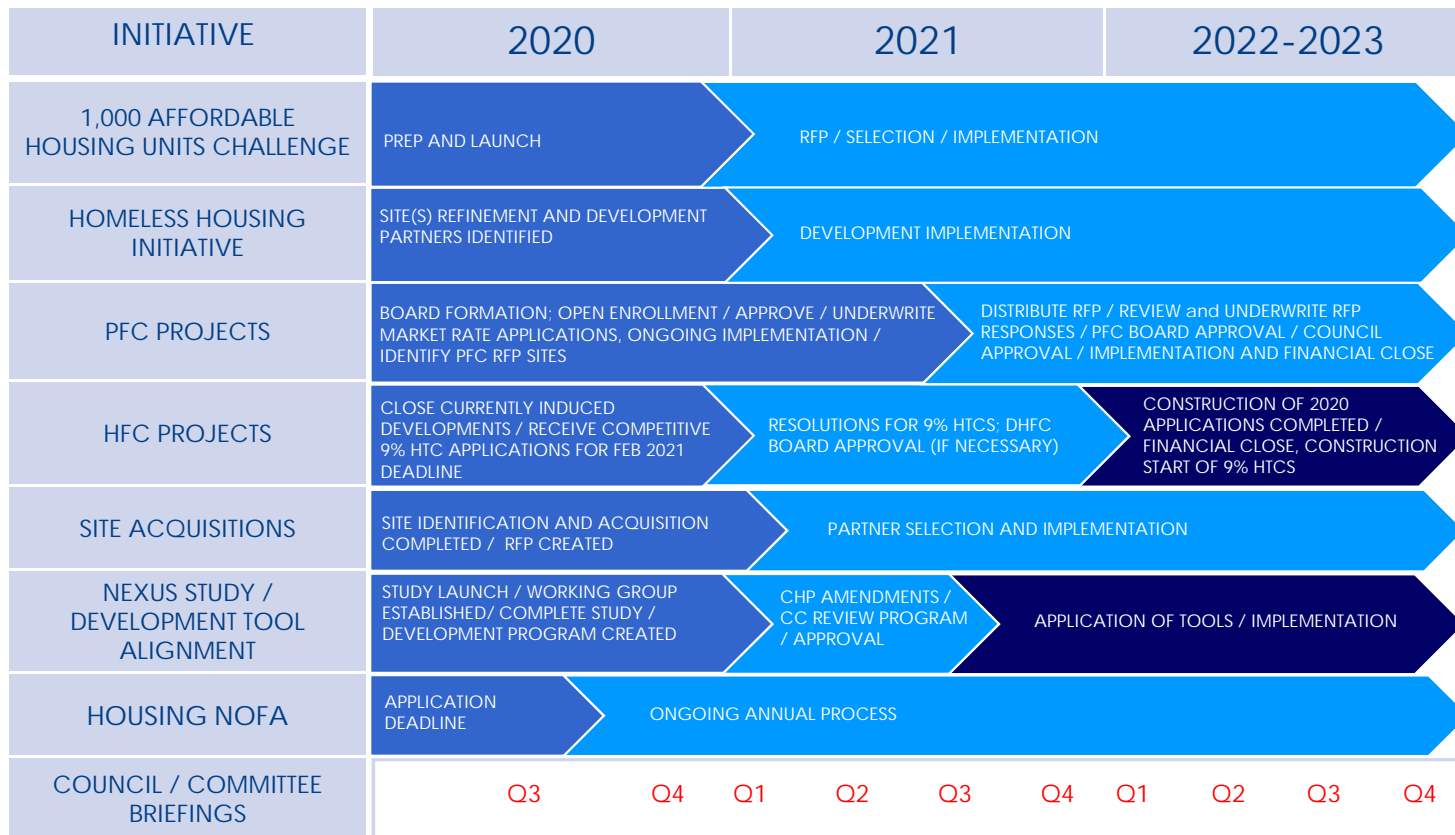 INITIATIVE
2020
2021
2022-2023
1,000 AFFORDABLE
HOUSING UNITS CHALLENGE
PREP AND LAUNCH
RFP / SELECTION / IMPLEMENTATION
HOMELESS HOUSING
INITIATIVE
SITE(S) REFINEMENT AND DEVELOPMENT
PARTNERS IDENTIFIED
DEVELOPMENT IMPLEMENTATION
PFC PROJECTS
BOARD FORMATION; OPEN ENROLLMENT / APPROVE / UNDERWRITE
MARKET RATE APPLICATIONS, ONGOING IMPLEMENTATION /
IDENTIFY PFC RFP SITES
DISTRIBUTE RFP / REVIEW and UNDERWRITE RFP
RESPONSES / PFC BOARD APPROVAL / COUNCIL
APPROVAL / IMPLEMENTATION AND FINANCIAL CLOSE
HFC PROJECTS
CLOSE CURRENTLY INDUCED
DEVELOPMENTS / RECEIVE COMPETITIVE
9% HTC APPLICATIONS FOR FEB 2021
DEADLINE
RESOLUTIONS FOR 9% HTCS; DHFC
BOARD APPROVAL (IF NECESSARY)
CONSTRUCTION OF 2020
APPLICATIONS COMPLETED /
FINANCIAL CLOSE, CONSTRUCTION
START OF 9% HTCS
SITE ACQUISITIONS
SITE IDENTIFICATION AND ACQUISITION
COMPLETED / RFP CREATED
PARTNER SELECTION AND IMPLEMENTATION
NEXUS STUDY /
DEVELOPMENT TOOL
ALIGNMENT
STUDY LAUNCH / WORKING GROUP
ESTABLISHED/ COMPLETE STUDY /
DEVELOPMENT PROGRAM CREATED
CHP AMENDMENTS /
CC REVIEW PROGRAM
/ APPROVAL
APPLICATION OF TOOLS / IMPLEMENTATION
HOUSING NOFA
APPLICATION
DEADLINE
ONGOING ANNUAL PROCESS
COUNCIL / COMMITTEE
BRIEFINGS
Q3 Q4 Q1 Q2 Q3 Q4 Q1 Q2 Q3 Q4